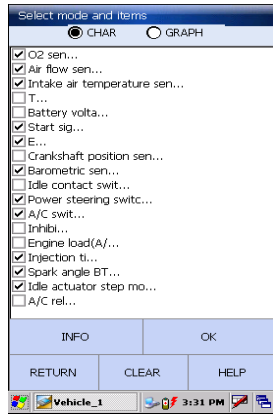 Select mode and items
CHAR GRAPH
O2 sen...
Air flow sen...
Intake air temperature sen...
T...
Battery volta...
Start sig...
E...
Crankshaft position sen...
Barometric sen...
Idle contact swit...
Power steering switc...
A/C swit...
Inhibi...
Engine load(A/...
Injection ti...
Spark angle BT...
Idle actuator step mo...
A/C rel...
INFO OK
RETURN CLEAR HELP
Vehicle_1 3:31 PM